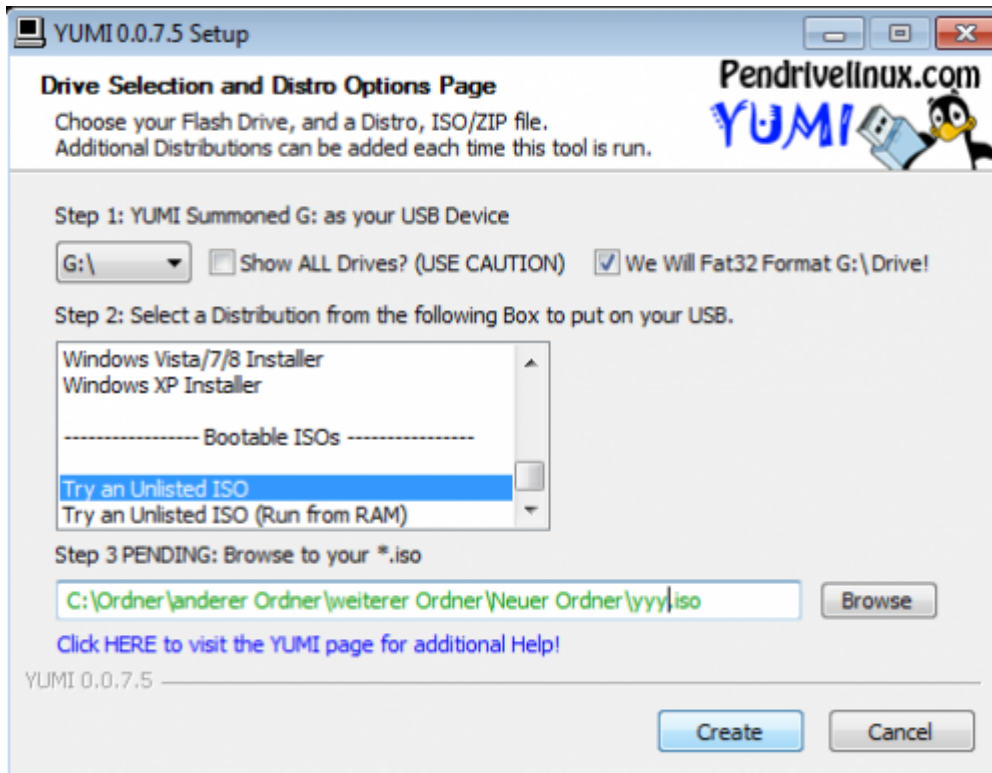 YUMI 0.0.7.5 Setup
Drive Selection and Distro Options Page
Choose your Flash Drive, and a Distro, ISO/ZIP file.
Additional Distributions can be added each time this tool is run.
Pendrivelinux.com
YUMI
Step 1: YUMI Summoned G: as your USB Device
G:\ Show ALL Drives? (USE CAUTION) We Will Fat32 Format G:\Drive!
Step 2: Select a Distribution from the following Box to put on your USB.
Windows Vista/7/8 Installer
Windows XP Installer
------------------ Bootable ISOs -----------------
Try an Unlisted ISO
Try an Unlisted ISO (Run from RAM)
Step 3 PENDING: Browse to your *.iso
C:\Ordner\anderer Ordner\weiterer Ordner\Neuer Ordner\yyy.iso Browse
Click HERE to visit the YUMI page for additional Help!
YUMI 0.0.7.5
Create Cancel